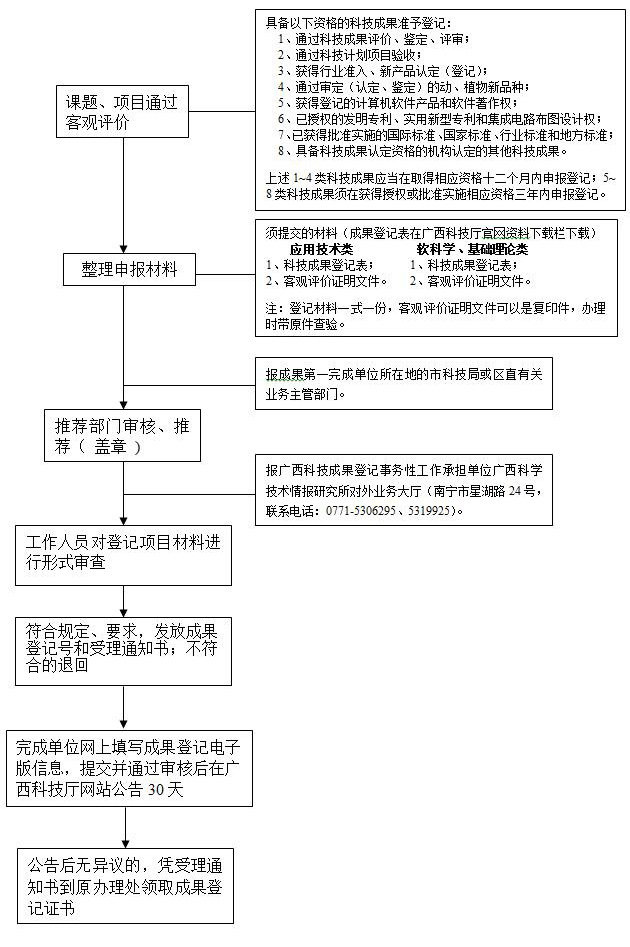 具备以下资格的科技成果准予登记：
1、通过科技成果评价、鉴定、评审；
2、通过科技计划项目验收；
3、获得行业准入、新产品认定（登记）；
4、通过审定（认定、鉴定）的动、植物新品种；
5、获得登记的计算机软件产品和软件著作权；
6、已授权的发明专利、实用新型专利和集成电路布图设计权；
7、已获得批准实施的国际标准、国家标准、行业标准和地方标准；
8、具备科技成果认定资格的机构认定的其他科技成果。
上述 1~4 类科技成果应当在取得相应资格十二个月内申报登记；5~
8 类科技成果须在获得授权或批准实施相应资格三年内申报登记。
课题、项目通过
客观评价
须提交的材料（成果登记表在广西科技厅官网资料下载栏下载）
应用技术类 软科学、基础理论类
1、科技成果登记表； 1、科技成果登记表；
2、客观评价证明文件。 2、客观评价证明文件。
注：登记材料一式一份，客观评价证明文件可以是复印件，办理
时带原件查验。
整理申报材料
报成果第一完成单位所在地的市科技局或区直有关
业务主管部门。
推荐部门审核、推
荐（ 盖章 ）
报广西科技成果登记事务性工作承担单位广西科学
技术情报研究所对外业务大厅（南宁市星湖路 24 号，
联系电话：0771-5306295、5319925）。
工作人员对登记项目材料进
行形式审查
符合规定、要求，发放成果
登记号和受理通知书；不符
合的退回
完成单位网上填写成果登记电子
版信息，提交并通过审核后在广
西科技厅网站公告 30 天
公告后无异议的，凭受理通
知书到原办理处领取成果登
记证书